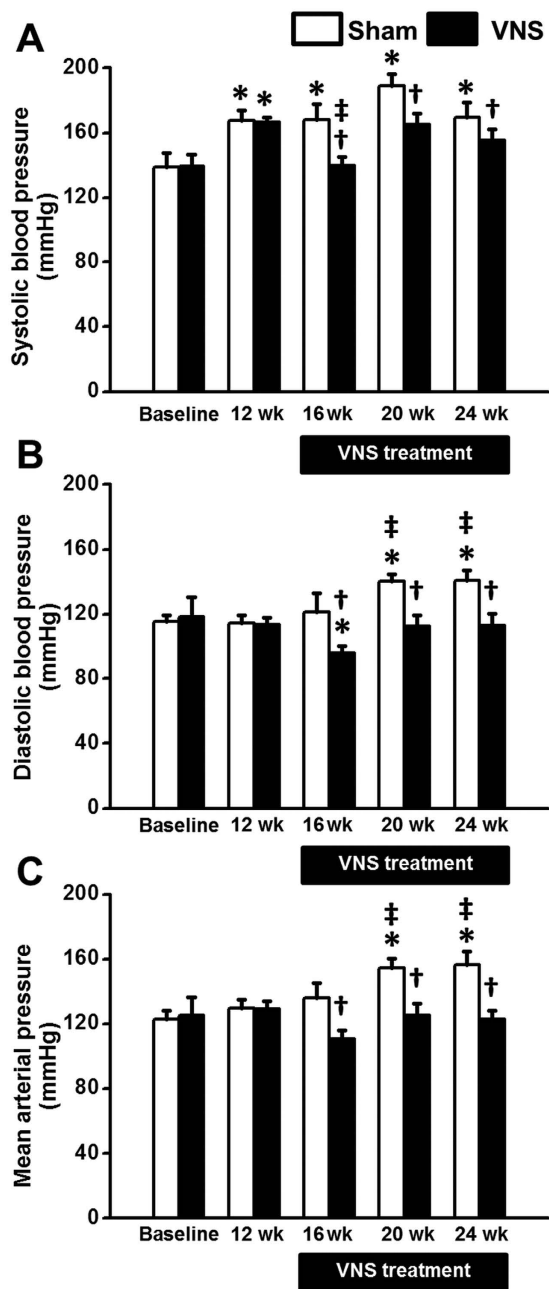 A
Sham VNS
Systolic blood pressure
(mmHg)
200
160
120
80
40
0
* * * ‡ † * † * †
Baseline 12 wk 16 wk 20 wk 24 wk
VNS treatment
B
Diastolic blood pressure
(mmHg)
200
160
120
80
40
0
† * ‡ * † ‡ * †
Baseline 12 wk 16 wk 20 wk 24 wk
VNS treatment
C
Mean arterial pressure
(mmHg)
200
160
120
80
40
0
† ‡ * † ‡ * †
Baseline 12 wk 16 wk 20 wk 24 wk
VNS treatment